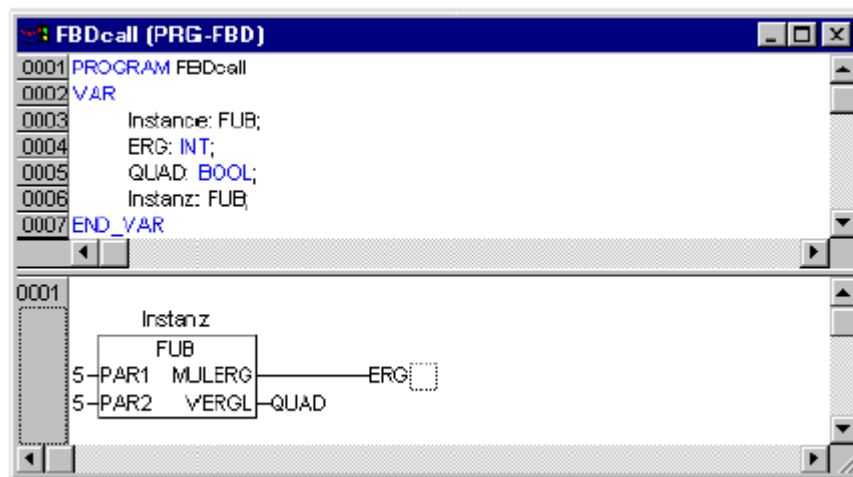 FBDcall (PRG-FBD)
0001 PROGRAM FBDcall
0002 VAR
0003 Instance: FUB;
0004 ERG: INT;
0005 QUAD: BOOL;
0006 Instanz: FUB;
0007 END_VAR
0001
Instanz
FUB
5 PAR1 MULERG ERG
5 PAR2 VERGL QUAD